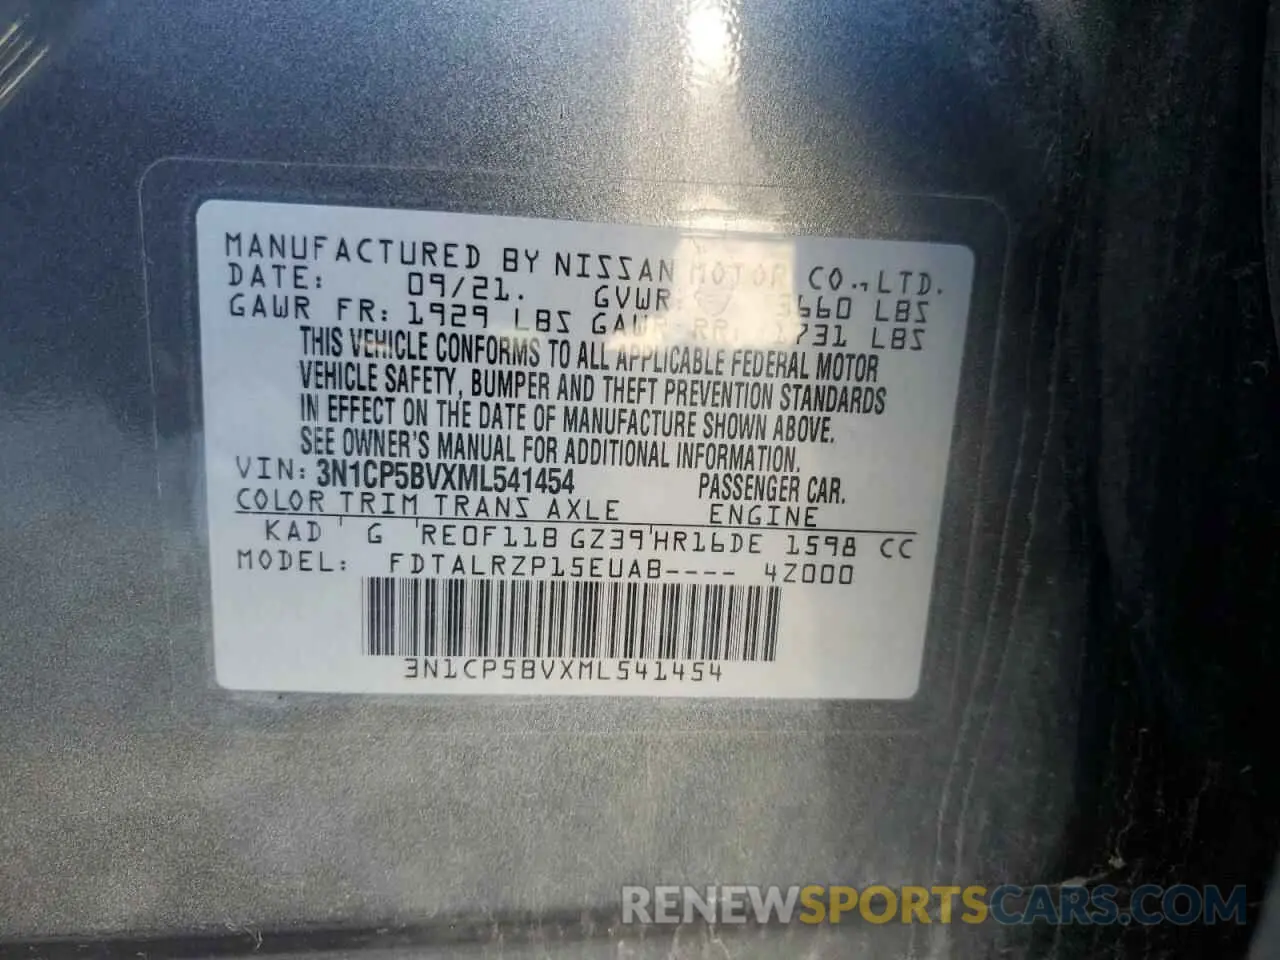 MANUFACTURED BY NISSAN MOTOR CO., LTD.
DATE: 09/21. GVWR: 3660 LBS
GAWR FR: 1929 LBS GAWR RR: 1731 LBS
THIS VEHICLE CONFORMS TO ALL APPLICABLE FEDERAL MOTOR
VEHICLE SAFETY, BUMPER AND THEFT PREVENTION STANDARDS
IN EFFECT ON THE DATE OF MANUFACTURE SHOWN ABOVE.
SEE OWNER'S MANUAL FOR ADDITIONAL INFORMATION.
VIN: 3N1CP5BVXML541454 PASSENGER CAR.
COLOR TRIM TRANS AXLE ENGINE
KAD G RE0F11B GZ39 HR16DE 1598 CC
MODEL: FDTALRZP15EUAB---- 4Z000
3N1CP5BVXML541454
RENEWSPORTSCARS.COM